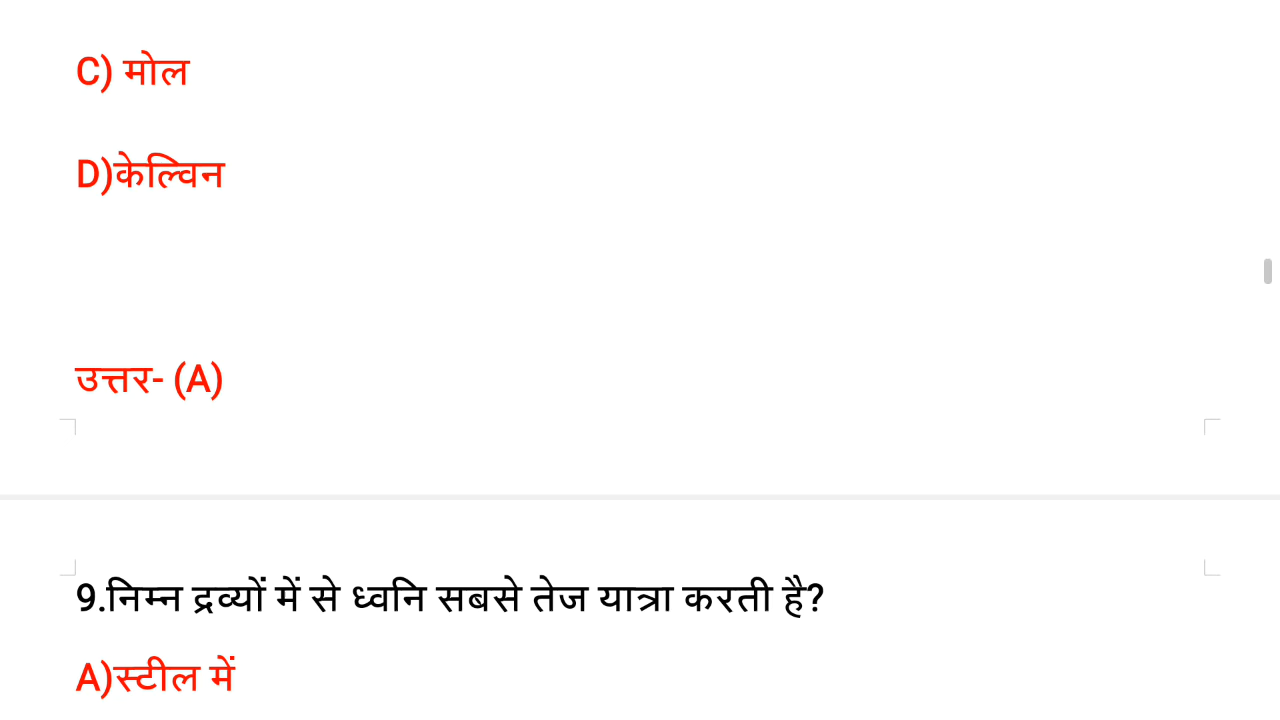 C) मोल
D)केल्विन
उत्तर- (A)
9.निम्न द्रव्यों में से ध्वनि सबसे तेज यात्रा करती है?
A)स्टील में